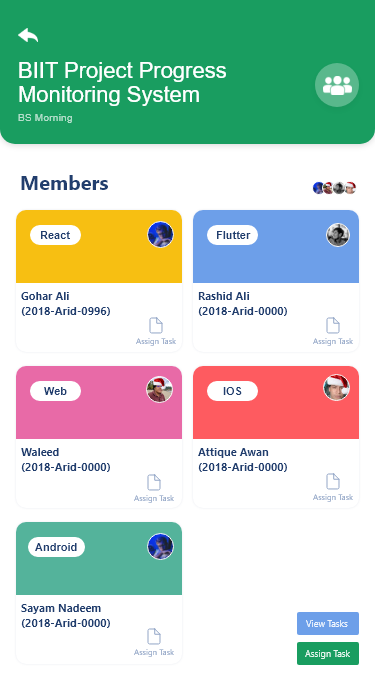 BIIT Project Progress
Monitoring System
BS Morning
Members
React
Gohar Ali
(2018-Arid-0996)
Assign Task
Flutter
Rashid Ali
(2018-Arid-0000)
Assign Task
Web
Waleed
(2018-Arid-0000)
Assign Task
IOS
Attique Awan
(2018-Arid-0000)
Assign Task
Android
Sayam Nadeem
(2018-Arid-0000)
Assign Task
View Tasks
Assign Task